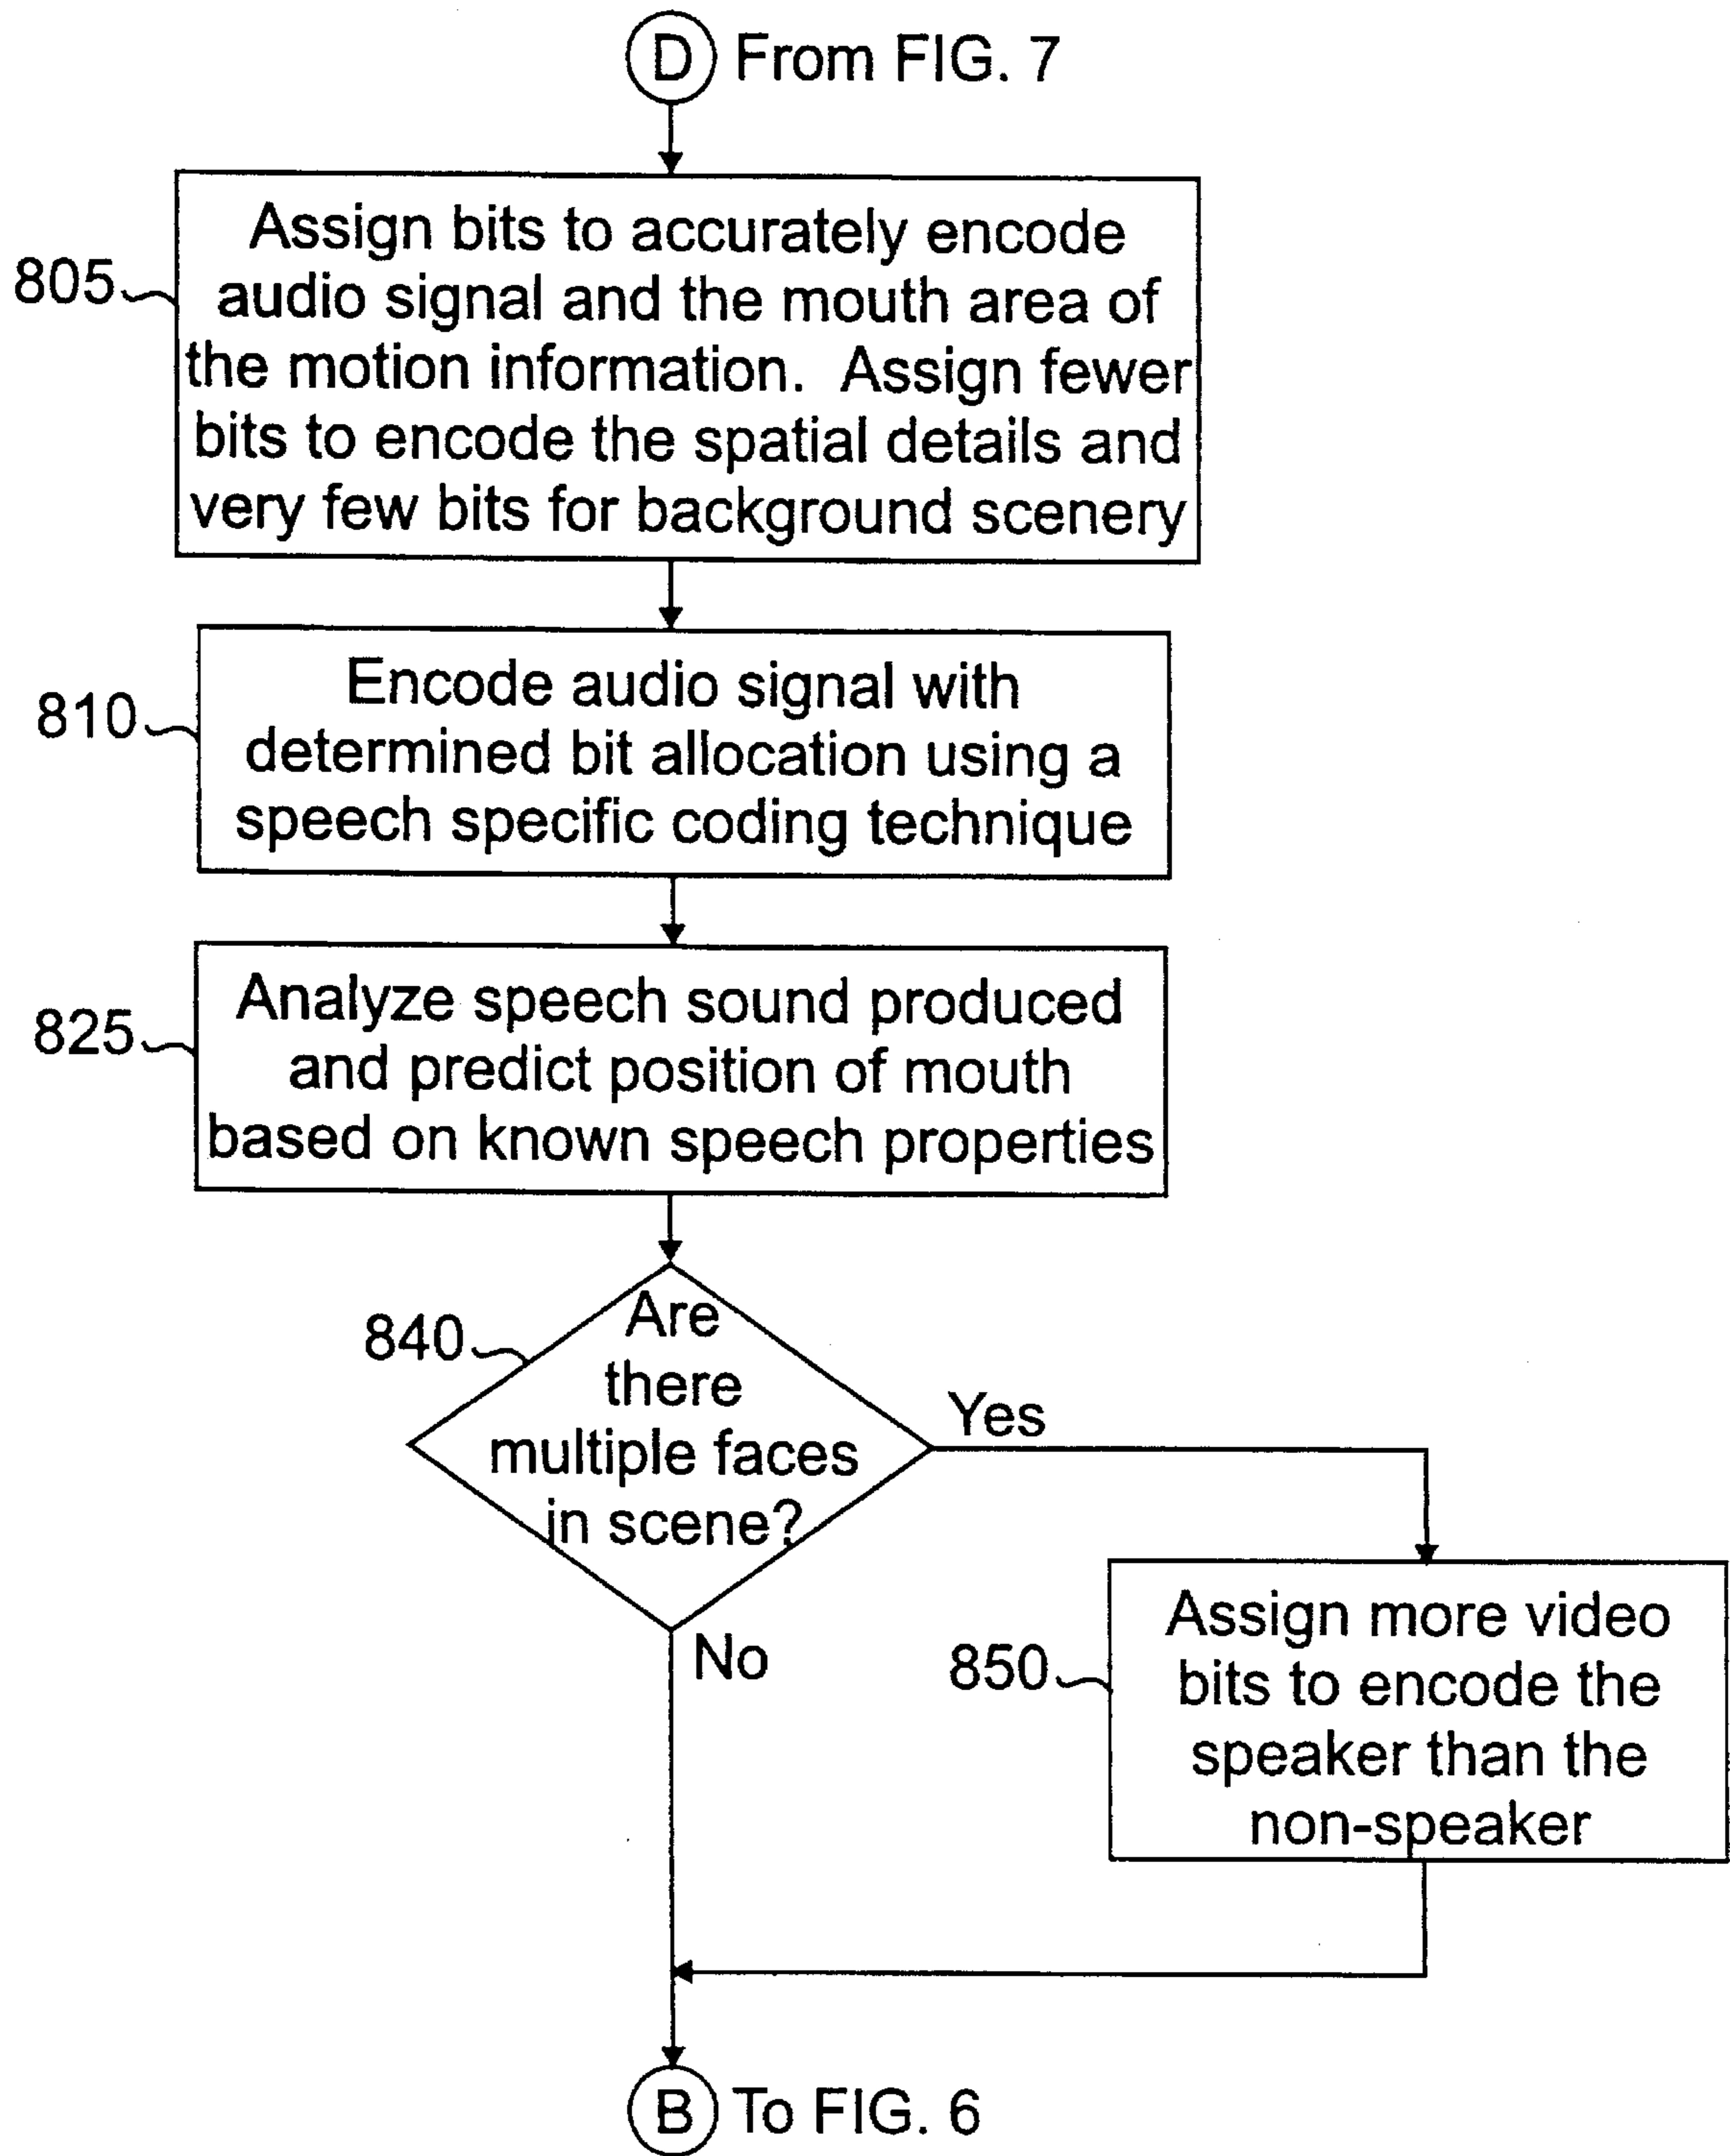 D From FIG. 7
805
Assign bits to accurately encode
audio signal and the mouth area of
the motion information. Assign fewer
bits to encode the spatial details and
very few bits for background scenery
810
Encode audio signal with
determined bit allocation using a
speech specific coding technique
825
Analyze speech sound produced
and predict position of mouth
based on known speech properties
840
Are
there
multiple faces
in scene?
Yes
No
850
Assign more video
bits to encode the
speaker than the
non-speaker
B To FIG. 6